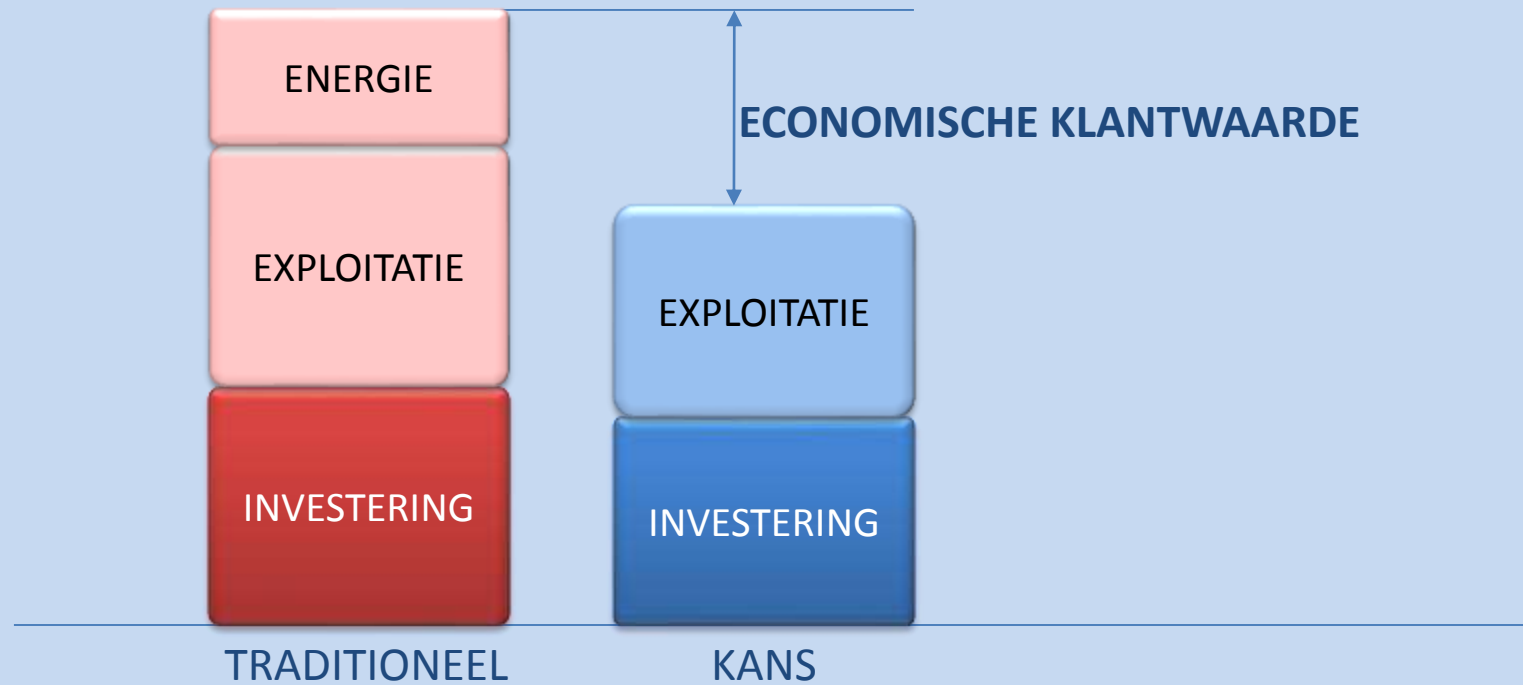 ENERGIE
ECONOMISCHE KLANTWAARDE
EXPLOITATIE
EXPLOITATIE
INVESTERING
INVESTERING
TRADITIONEEL
KANS